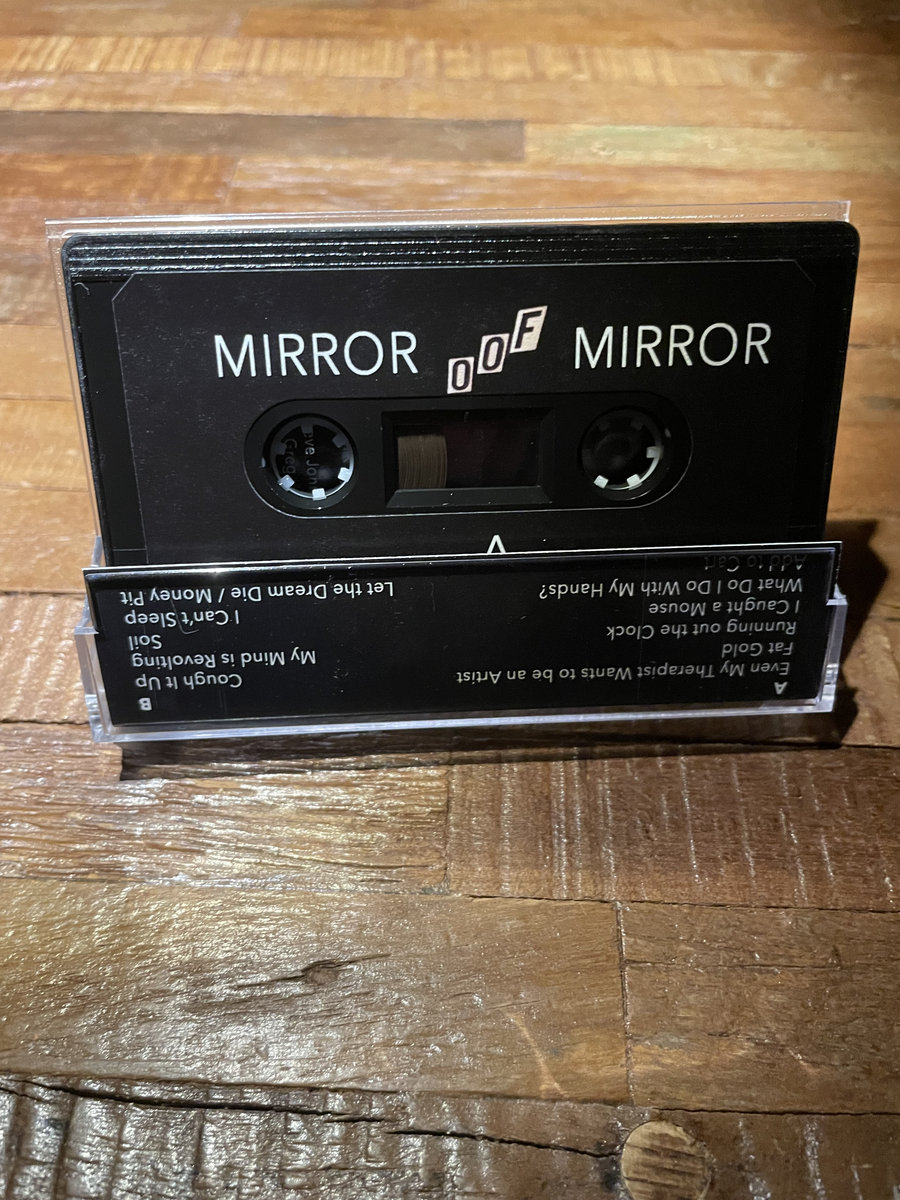 MIRROR OOF MIRROR
A
A
Even My Therapist Wants to be an Artist
Fat Gold
Running out the Clock
I Caught a Mouse
What Do I Do With My Hands?
Add to Cart
B
Cough It Up
My Mind is Revolting
Soil
I Can't Sleep
Let the Dream Die / Money Pit